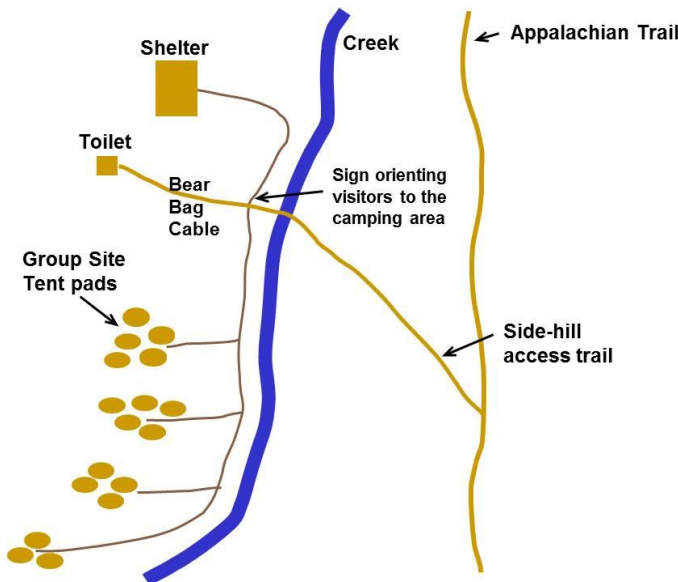 Shelter
Creek
Appalachian Trail
Toilet
Bear
Bag
Cable
Sign orienting
visitors to the
camping area
Group Site
Tent pads
Side-hill
access trail